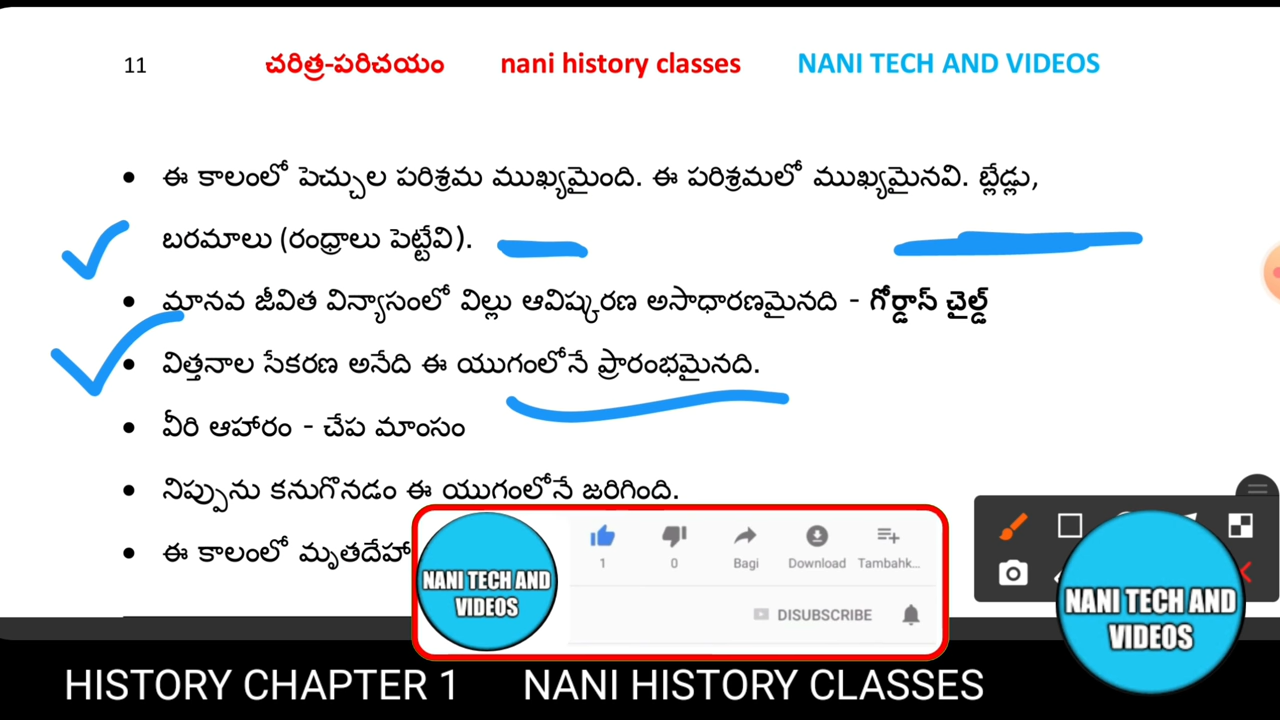 11 చరిత్ర-పరిచయం nani history classes NANI TECH AND VIDEOS
• ఈ కాలంలో పెచ్చుల పరిశ్రమ ముఖ్యమైంది. ఈ పరిశ్రమలో ముఖ్యమైనవి. బ్లేడ్లు,
బరమాలు (రంధ్రాలు పెట్టేవి).
• మానవ జీవిత విన్యాసంలో విల్లు ఆవిష్కరణ అసాధారణమైనది - గోర్డాస్ చైల్డ్
• విత్తనాల సేకరణ అనేది ఈ యుగంలోనే ప్రారంభమైనది.
• వీరి ఆహారం - చేప మాంసం
• నిప్పును కనుగొనడం ఈ యుగంలోనే జరిగింది.
• ఈ కాలంలో మృతదేహా
NANI TECH AND
VIDEOS
1 0 Bagi Download Tambahk...
DISUBSCRIBE
NANI TECH AND
VIDEOS
HISTORY CHAPTER 1 NANI HISTORY CLASSES